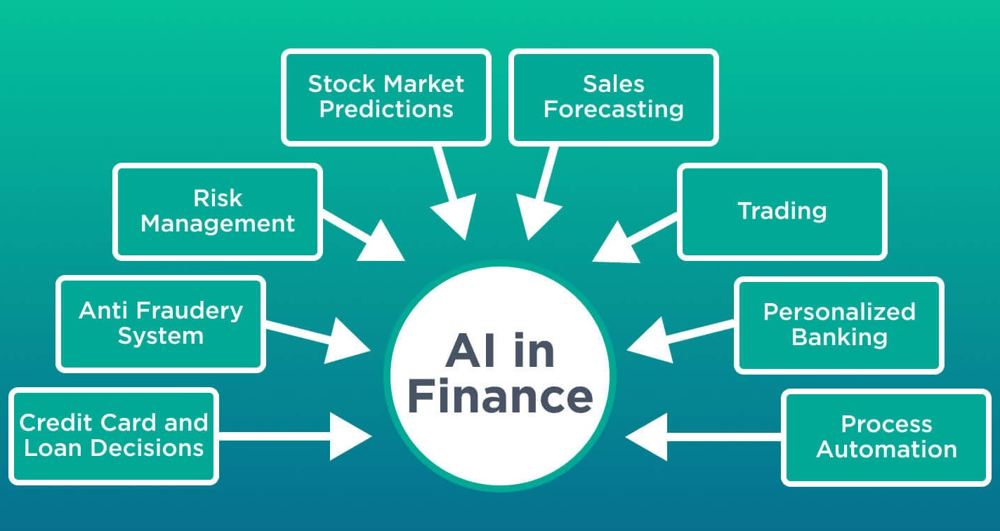 Stock Market
Predictions
Sales
Forecasting
Risk
Management
Trading
Anti Fraudery
System
Personalized
Banking
AI in
Finance
Credit Card and
Loan Decisions
Process
Automation